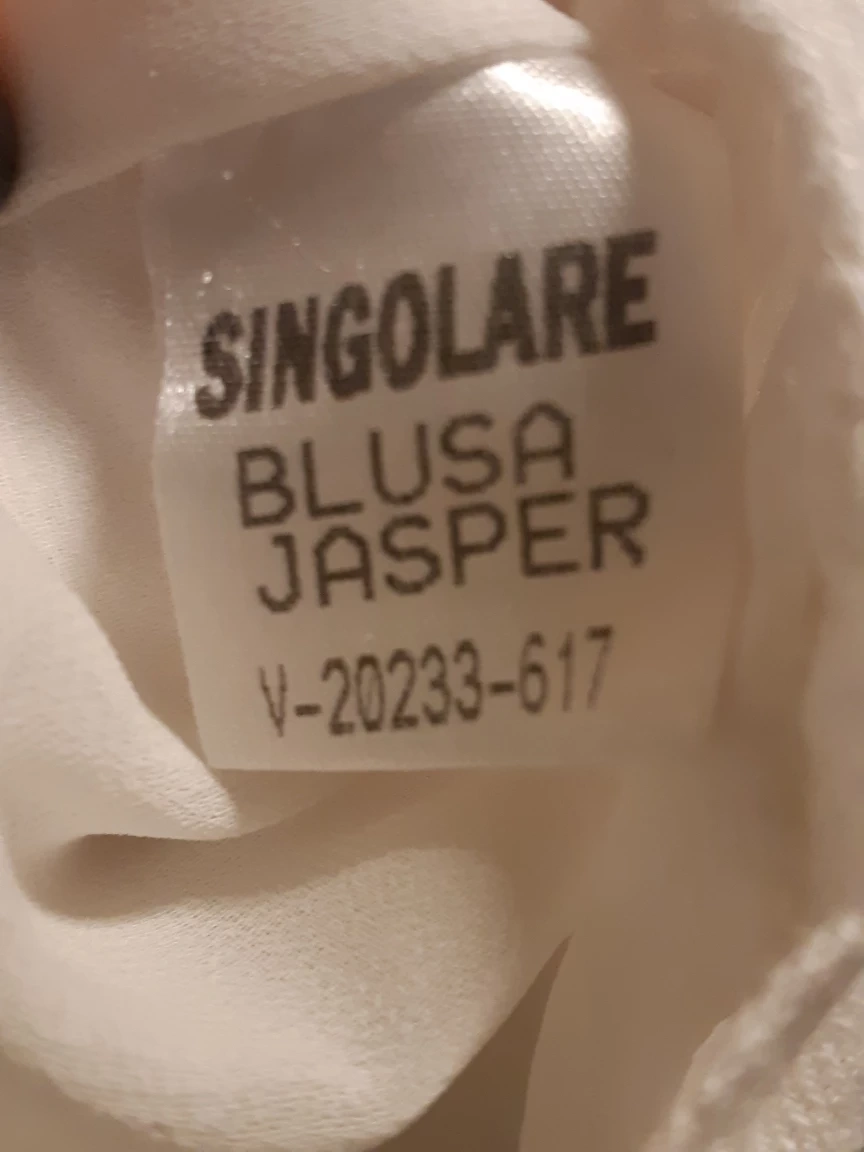 SINGOLARE
BLUSA
JASPER
V-20233-617